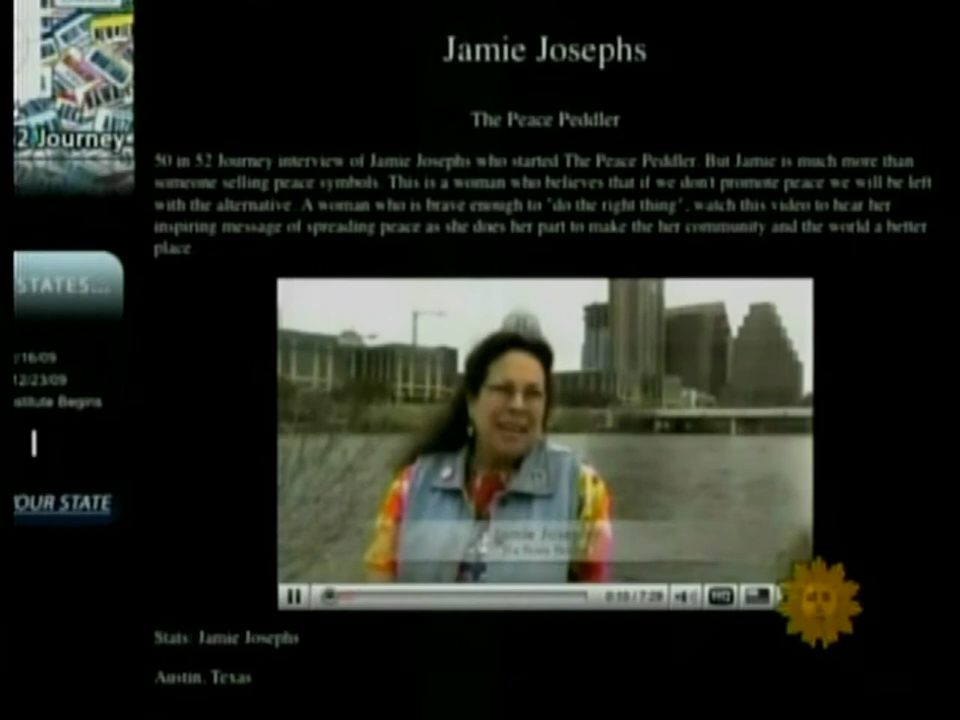 Jamie Josephs
The Peace Peddler
50 in 52 Journey interview of Jamie Josephs who started The Peace Peddler. But Jamie is much more than
someone selling peace symbols. This is a woman who believes that if we don't promote peace we will be left
with the alternative. A woman who is brave enough to "do the right thing", watch this video to hear her
inspiring message of spreading peace as she does her part to make the her community and the world a better
place.
2 Journey
STATES...
/16/09
12/23/09
stitute Begins
OUR STATE
Jamie Josephs
0:10 / 7:29
HQ
Stats: Jamie Josephs
Austin, Texas